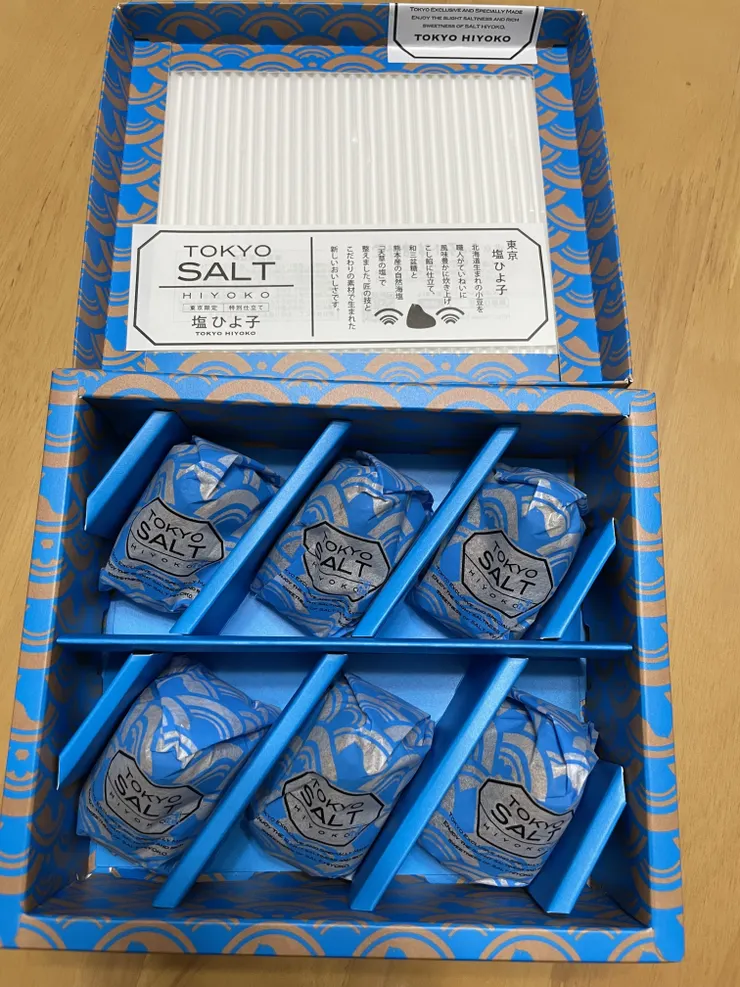 TOKYO EXCLUSIVE AND SPECIALLY MADE
ENJOY THE SLIGHT SALTINESS AND RICH
SWEETNESS OF SALT HIYOKO.
TOKYO HIYOKO
TOKYO
SALT
HIYOKO
東京限定 特別仕立て
塩 ひよ子
TOKYO HIYOKO
東京
塩 ひよ子
北海道生まれの小豆を
職人がていねいに
風味豊かに炊き上げ
こし餡に仕立て、
和三盆糖と
熊本産の自然海塩
「天草の塩」で
整えました。匠の技と
こだわりの素材で生まれた
新しいおいしさです。
TOKYO
SALT
HIYOKO
TOKYO
SALT
HIYOKO
TOKYO
SALT
HIYOKO
TOKYO
SALT
HIYOKO
TOKYO
SALT
HIYOKO
TOKYO
SALT
HIYOKO